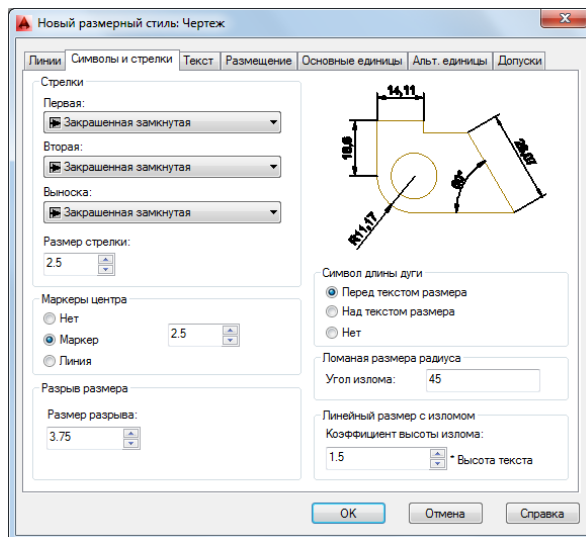 Новый размерный стиль: Чертеж
Линии
Символы и стрелки
Текст
Размещение
Основные единицы
Альт. единицы
Допуски
Стрелки
Первая:
Закрашенная замкнутая
Вторая:
Закрашенная замкнутая
Выноска:
Закрашенная замкнутая
Размер стрелки:
2.5
Маркеры центра
Нет
Маркер
2.5
Линия
Разрыв размера
Размер разрыва:
3.75
14,11
16,6
60°
R11,17
Символ длины дуги
Перед текстом размера
Над текстом размера
Нет
Ломаная размера радиуса
Угол излома:
45
Линейный размер с изломом
Коэффициент высоты излома:
1.5
* Высота текста
OK
Отмена
Справка